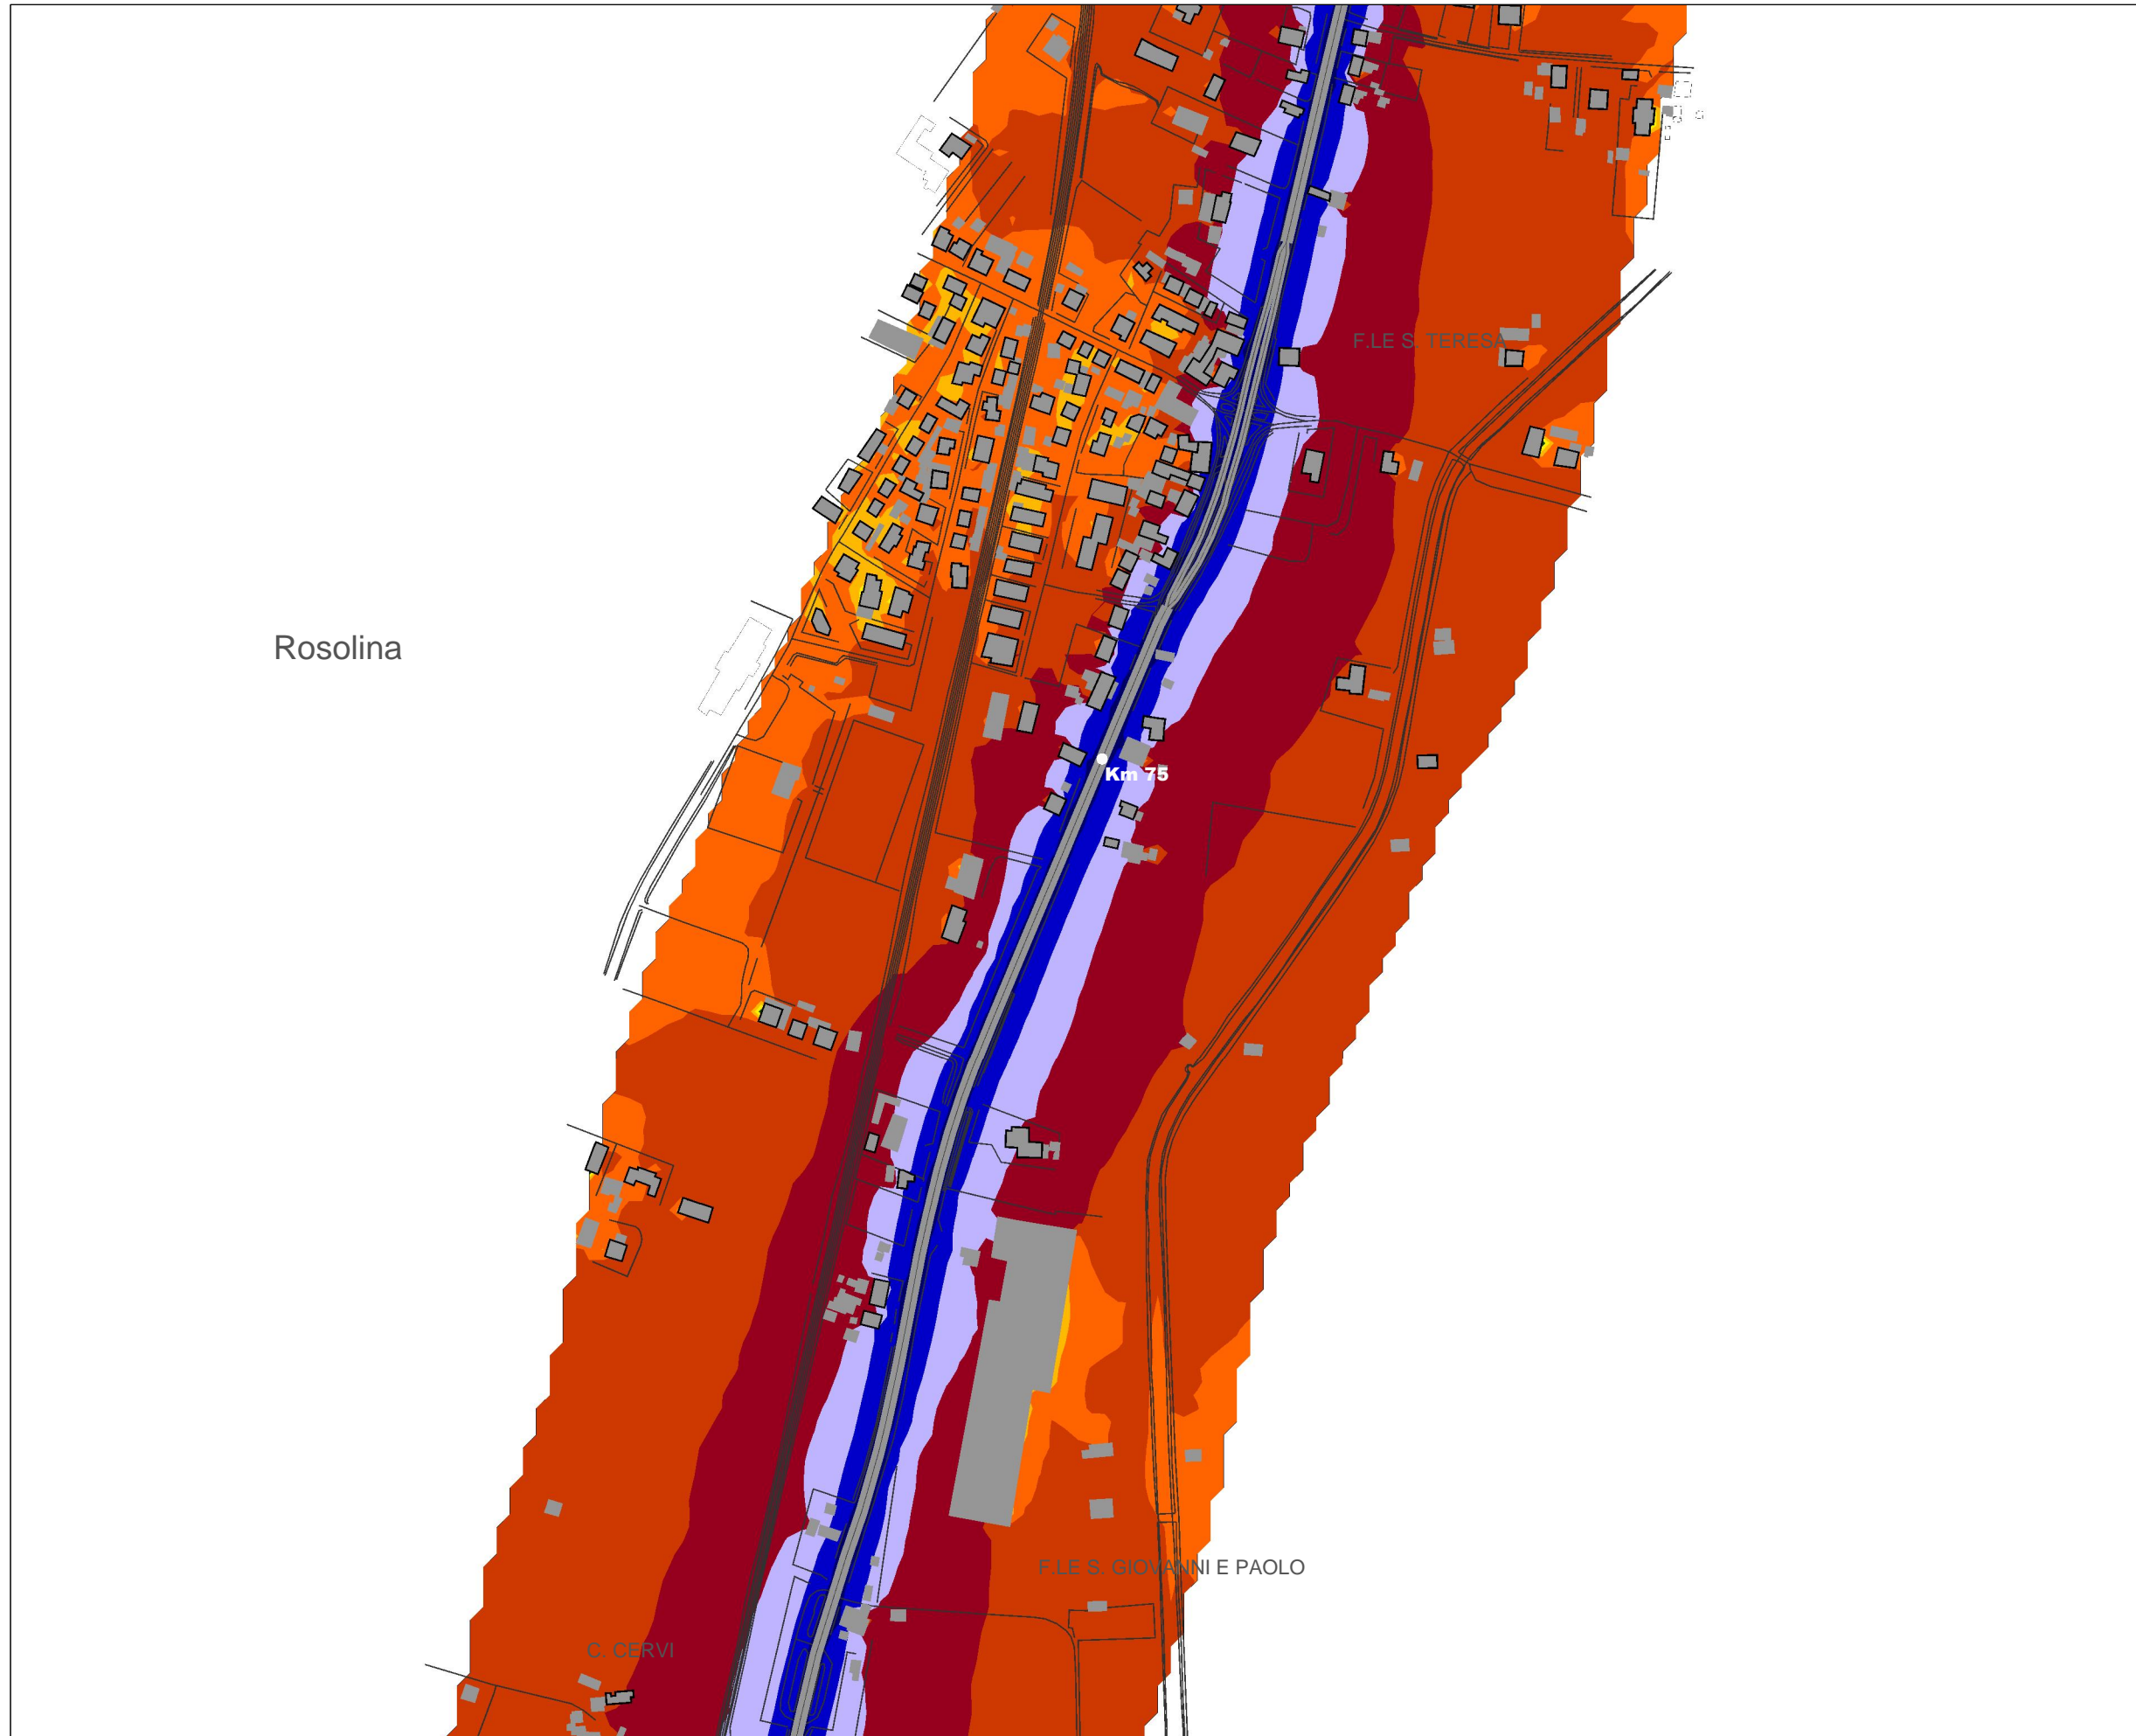 F.LE S. TERESA
Rosolina
Km 75
F.LE S. GIOVANNI E PAOLO
C. CERVI